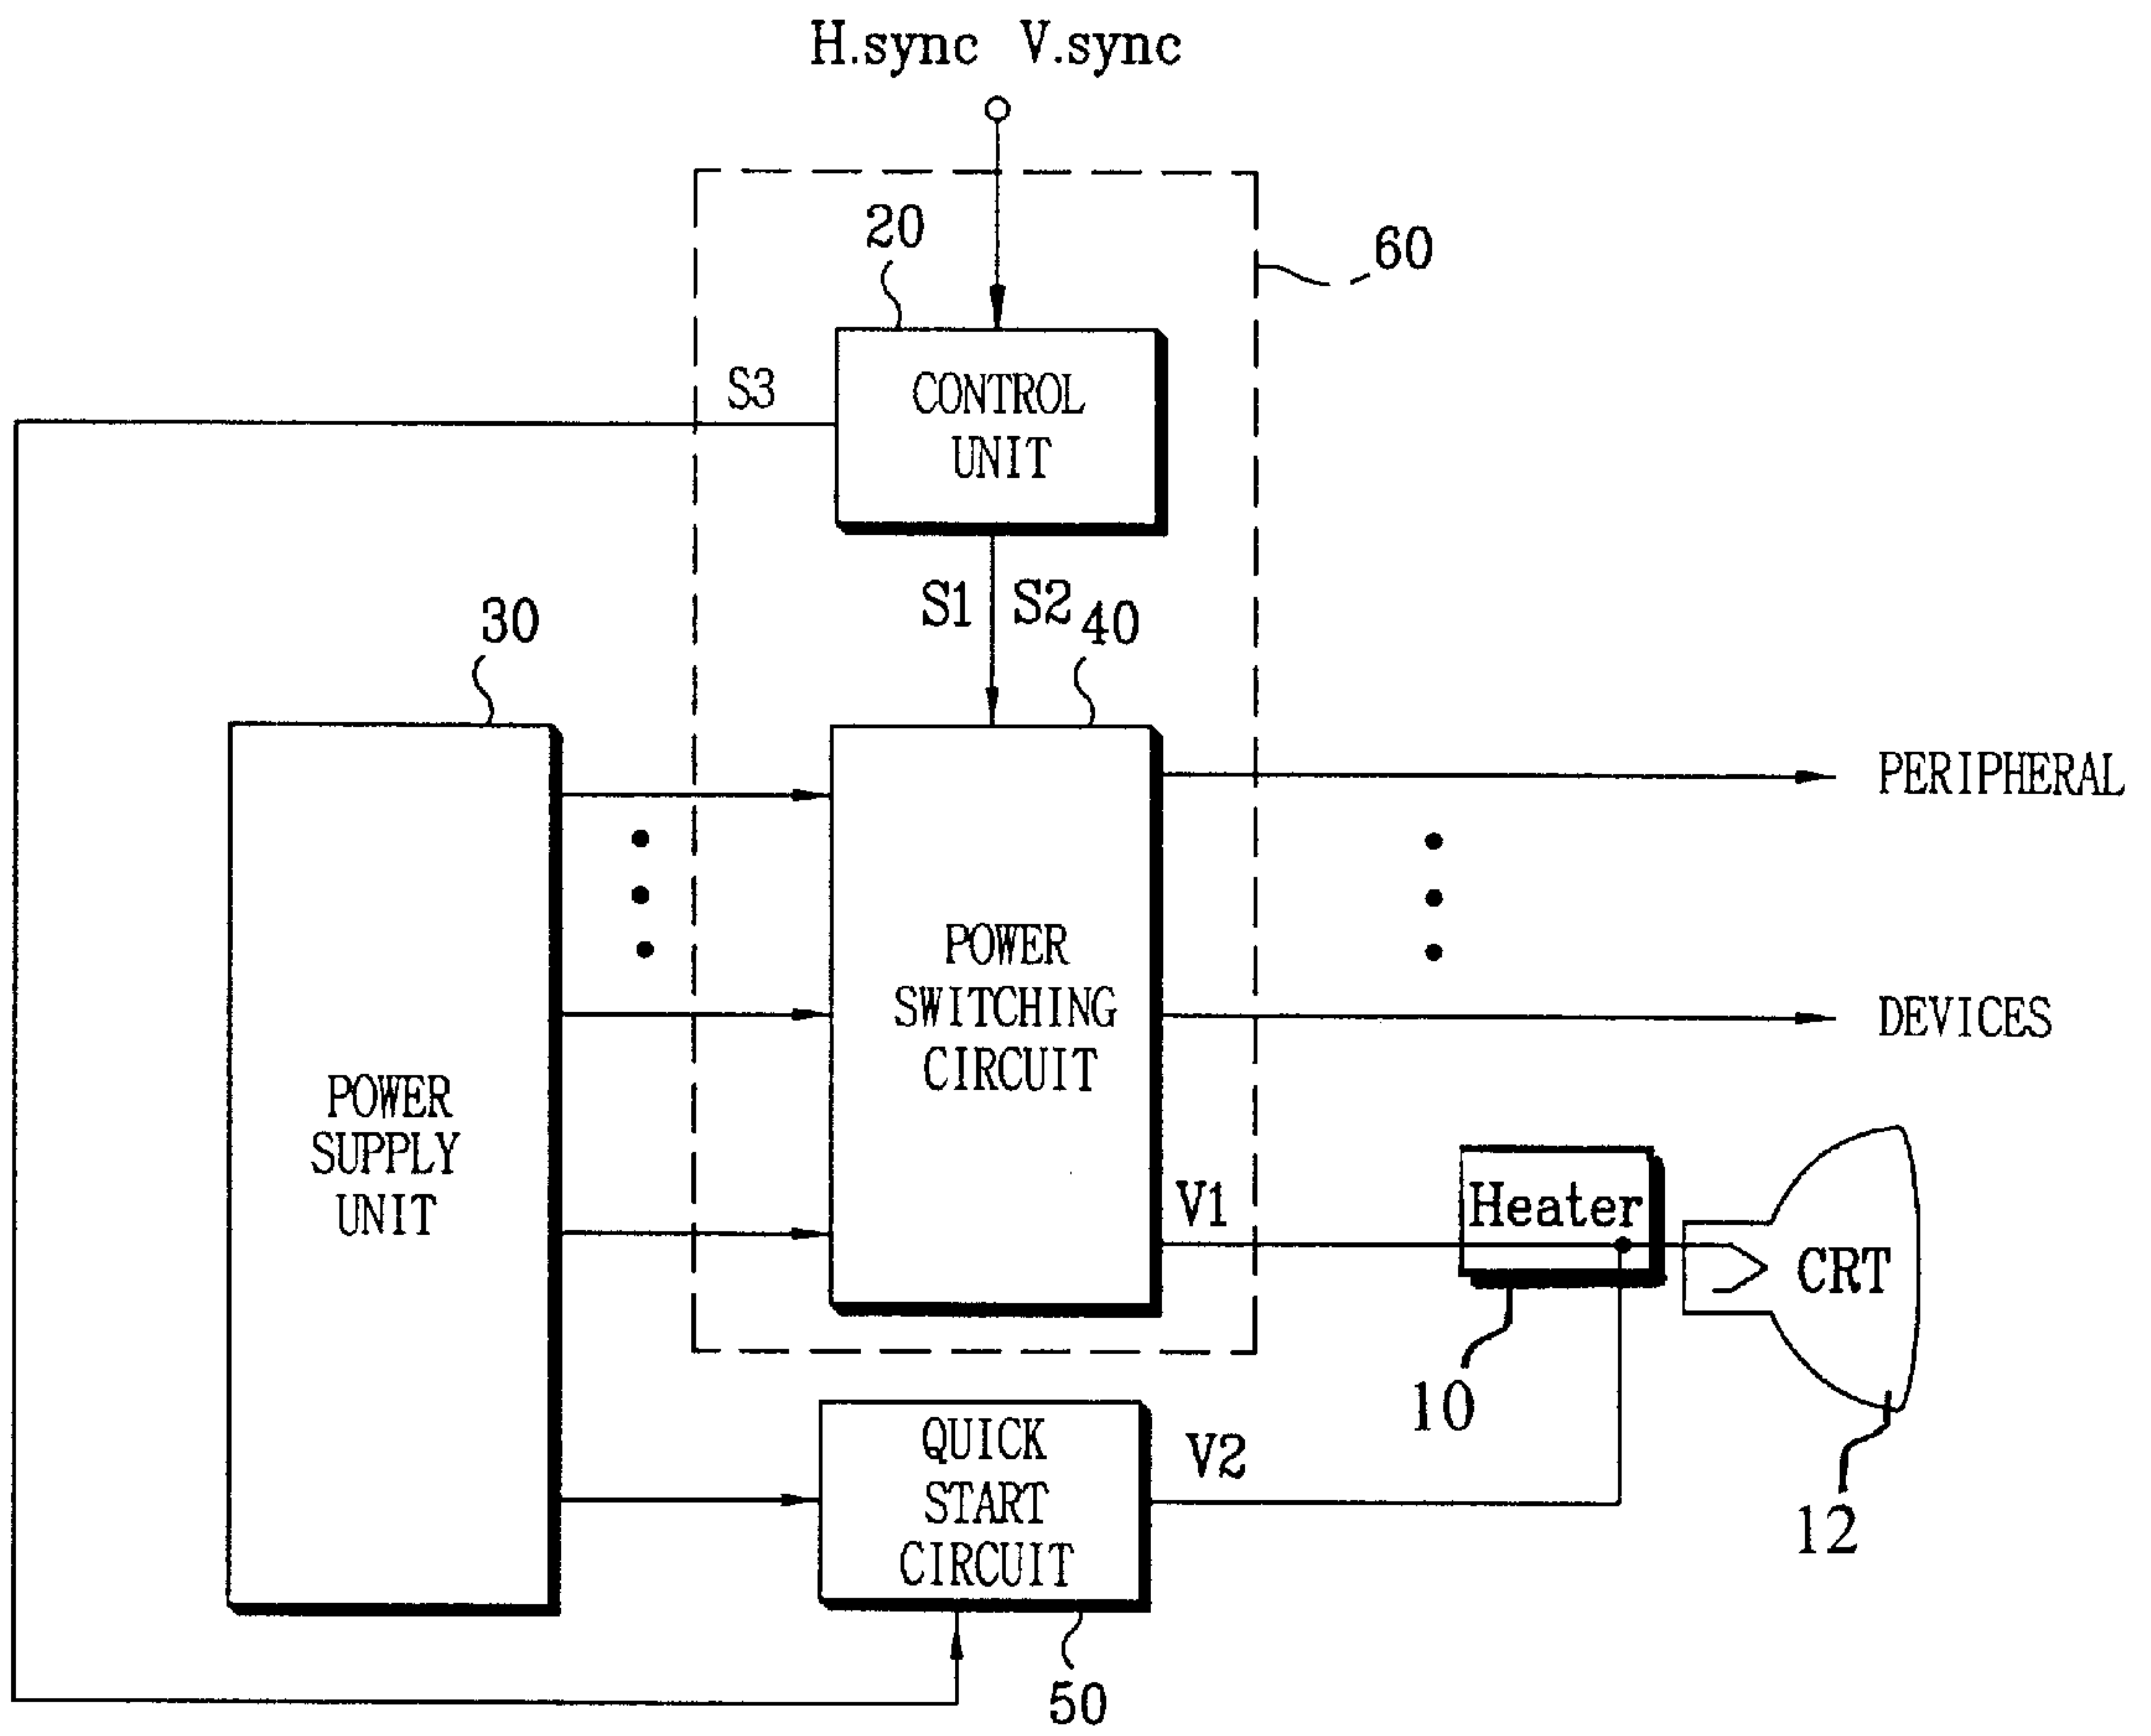 H.sync V.sync
20
60
S3
CONTROL
UNIT
S1 S2
40
30
PERIPHERAL
POWER
SWITCHING
CIRCUIT
DEVICES
POWER
SUPPLY
UNIT
V1
Heater
CRT
10
QUICK
START
CIRCUIT
V2
12
50